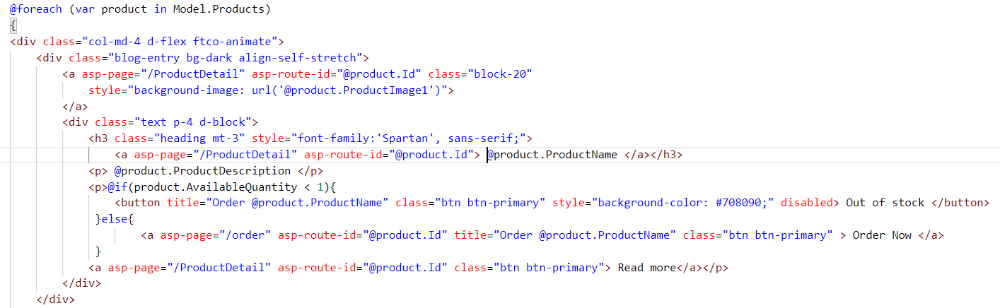 @foreach (var product in Model.Products)
{
<div class="col-md-4 d-flex ftco-animate">
<div class="blog-entry bg-dark align-self-stretch">
<a asp-page="/ProductDetail" asp-route-id="@product.Id" class="block-20"
style="background-image: url('@product.ProductImage1')">
</a>
<div class="text p-4 d-block">
<h3 class="heading mt-3" style="font-family:'Spartan', sans-serif;">
<a asp-page="/ProductDetail" asp-route-id="@product.Id"> @product.ProductName </a></h3>
<p> @product.ProductDescription </p>
<p>@if(product.AvailableQuantity < 1){
<button title="Order @product.ProductName" class="btn btn-primary" style="background-color: #708090;" disabled> Out of stock </button>
}else{
<a asp-page="/order" asp-route-id="@product.Id" title="Order @product.ProductName" class="btn btn-primary" > Order Now </a>
}
<a asp-page="/ProductDetail" asp-route-id="@product.Id" class="btn btn-primary"> Read more</a></p>
</div>
</div>